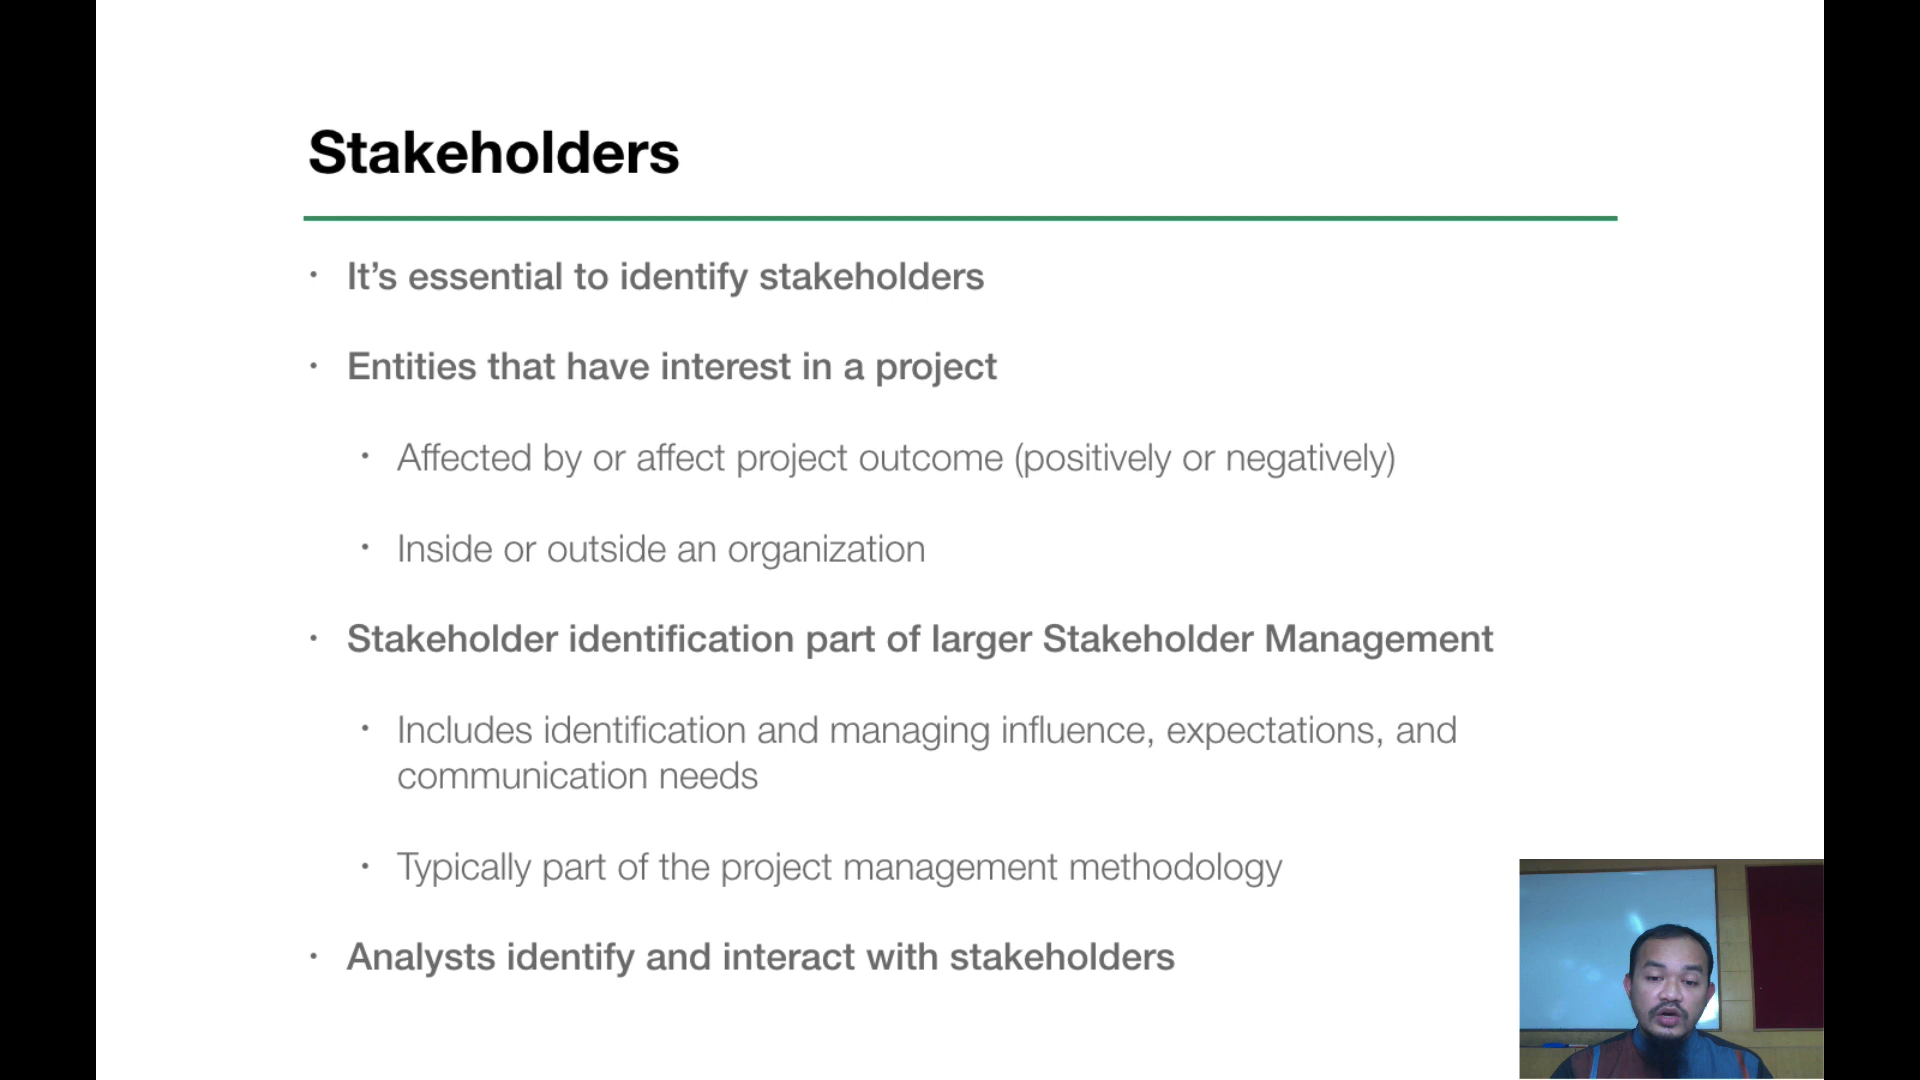 Stakeholders
• It’s essential to identify stakeholders
• Entities that have interest in a project
• Affected by or affect project outcome (positively or negatively)
• Inside or outside an organization
• Stakeholder identification part of larger Stakeholder Management
• Includes identification and managing influence, expectations, and
communication needs
• Typically part of the project management methodology
• Analysts identify and interact with stakeholders